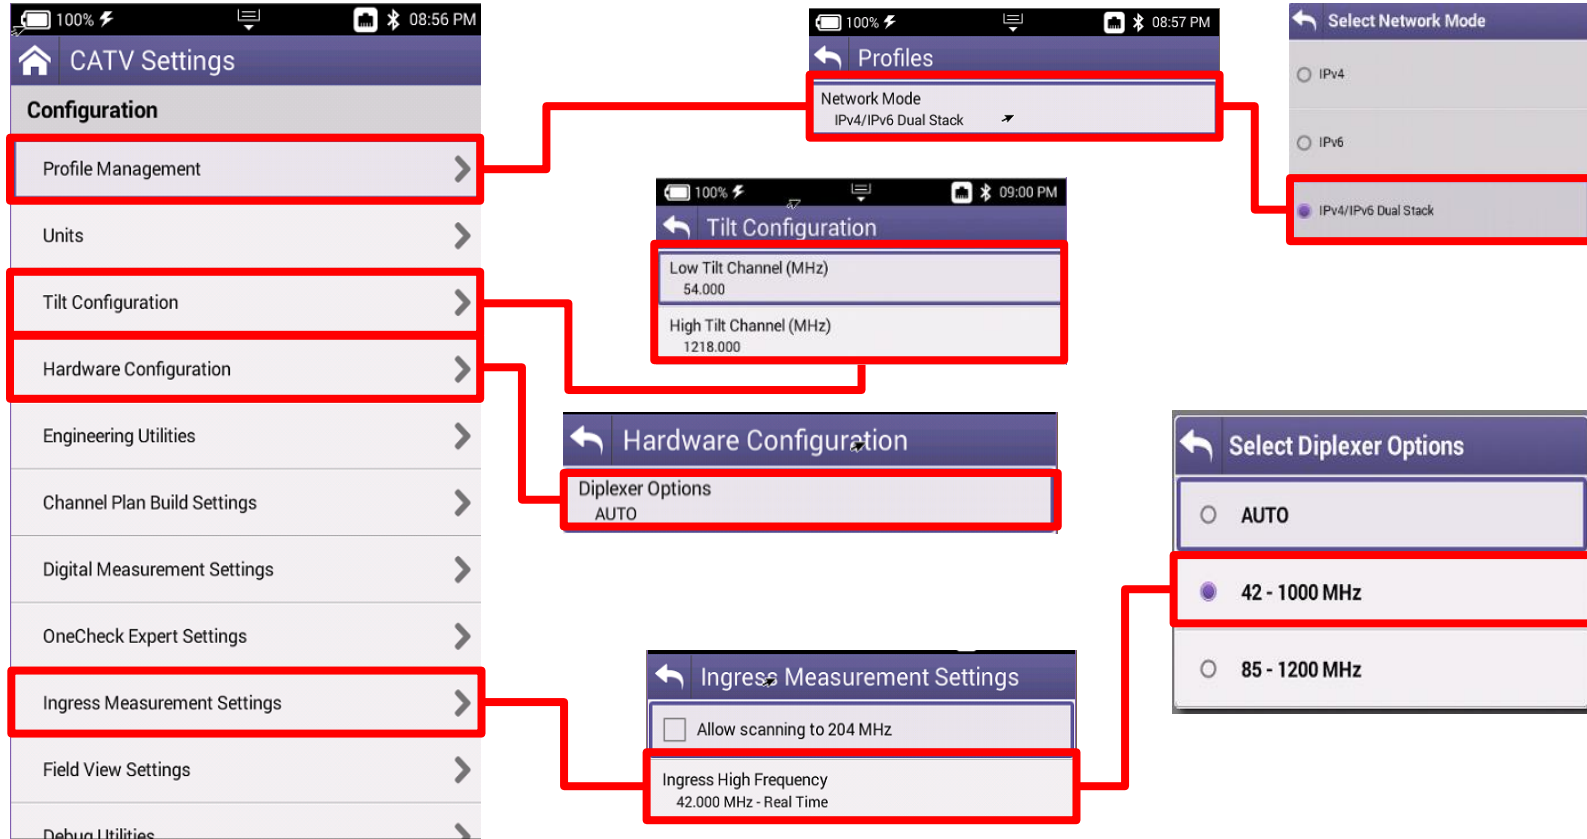 100% 08:56 PM
CATV Settings
Configuration
Profile Management
Units
Tilt Configuration
Hardware Configuration
Engineering Utilities
Channel Plan Build Settings
Digital Measurement Settings
OneCheck Expert Settings
Ingress Measurement Settings
Field View Settings
Debug Utilities
100% 08:57 PM
Profiles
Network Mode
IPv4/IPv6 Dual Stack
Select Network Mode
IPv4
IPv6
IPv4/IPv6 Dual Stack
100% 09:00 PM
Tilt Configuration
Low Tilt Channel (MHz)
54.000
High Tilt Channel (MHz)
1218.000
Hardware Configuration
Diplexer Options
AUTO
Select Diplexer Options
AUTO
42 - 1000 MHz
85 - 1200 MHz
Ingress Measurement Settings
Allow scanning to 204 MHz
Ingress High Frequency
42.000 MHz - Real Time